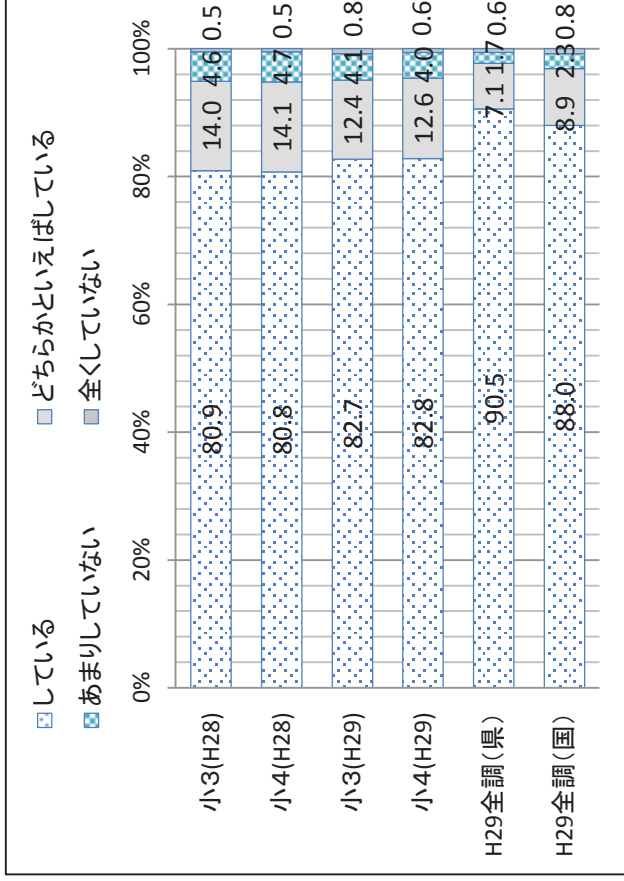 している どちらかといえばしている
あまりしていない 全くしていない
0% 20% 40% 60% 80% 100%
小3(H28) 80.9 14.0 4.6 0.5
小4(H28) 80.8 14.1 4.7 0.5
小3(H29) 82.7 12.4 4.1 0.8
小4(H29) 82.8 12.6 4.0 0.6
H29全調(県) 90.5 7.1 1.7 0.6
H29全調(国) 88.0 8.9 2.3 0.8